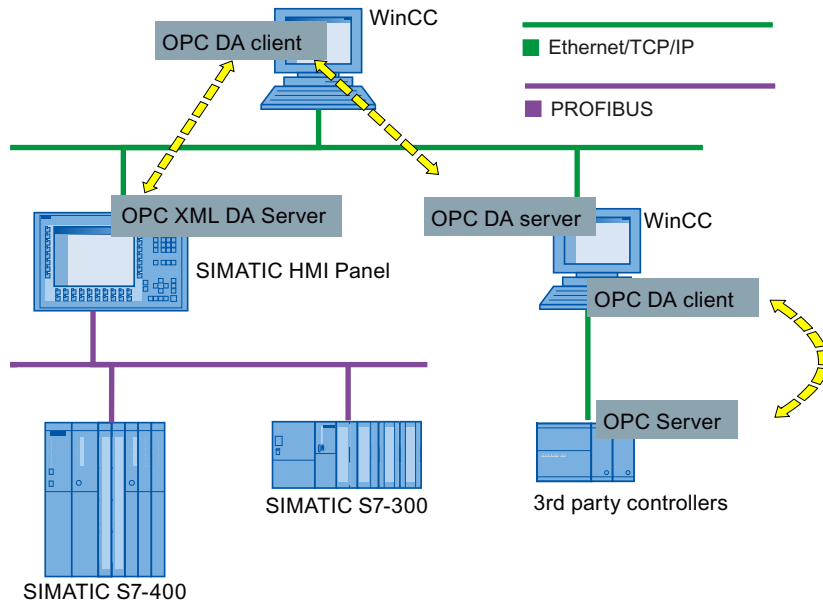 WinCC
OPC DA client
Ethernet/TCP/IP
PROFIBUS
OPC XML DA Server
OPC DA server
WinCC
SIMATIC HMI Panel
OPC DA client
OPC Server
SIMATIC S7-300
3rd party controllers
SIMATIC S7-400